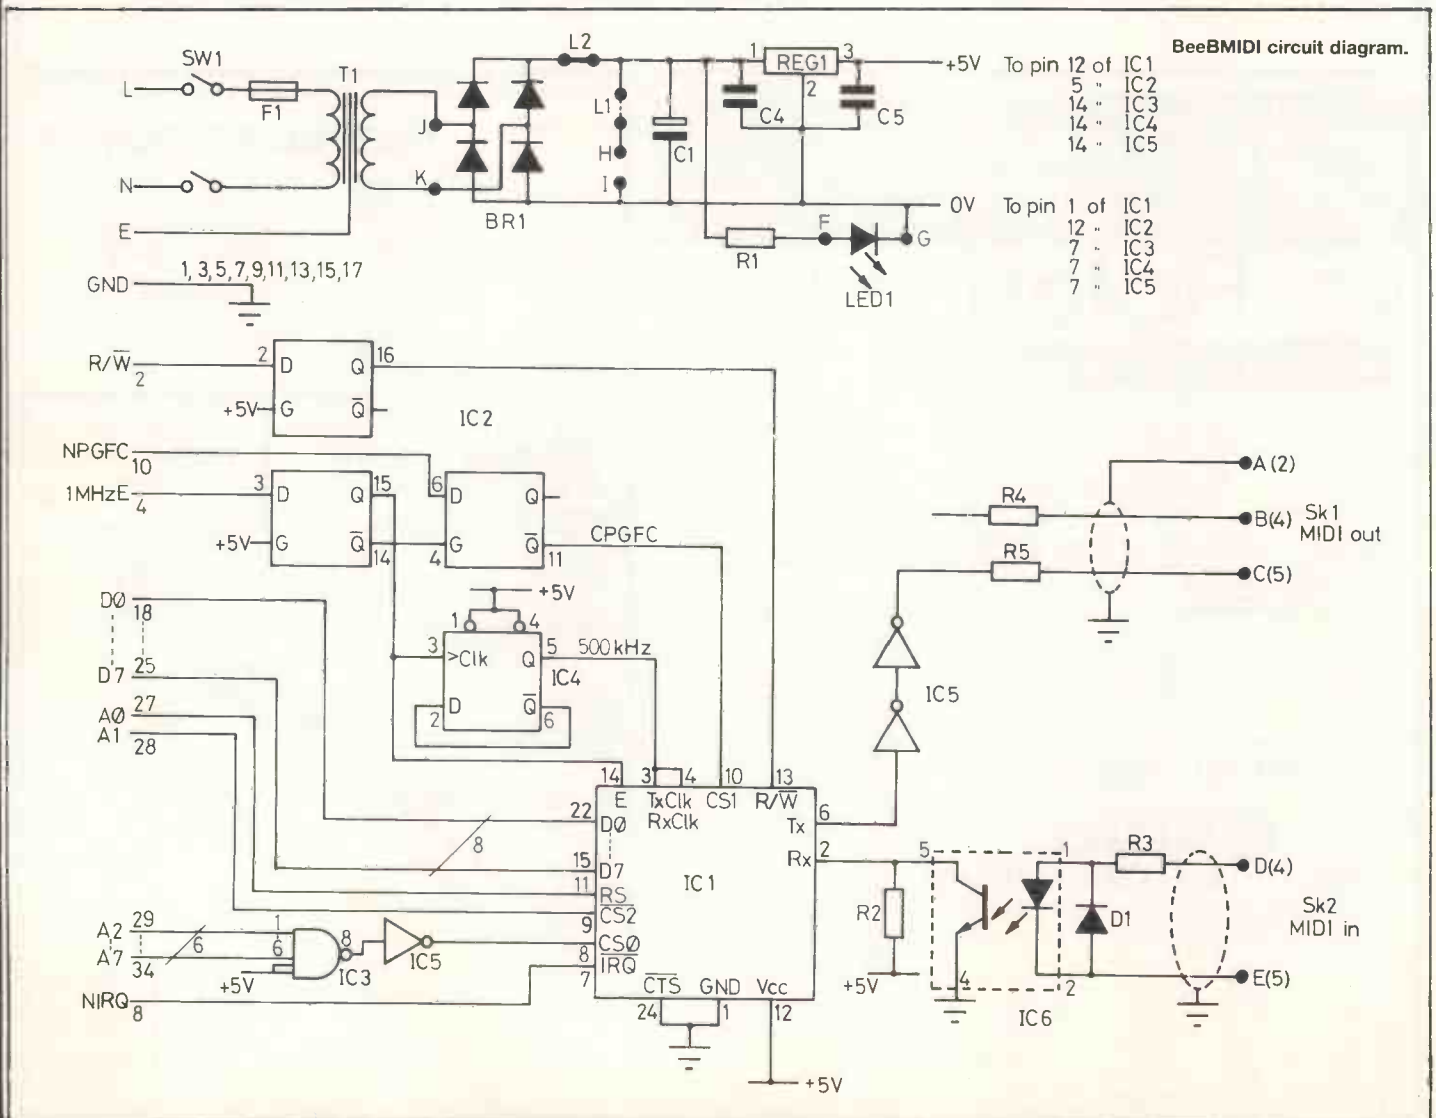 BeeBMIDI circuit diagram.
SW1
L
F1
T1
N
E
J
K
BR1
L2
L1
H
I
C1
C4
1 REG1 3
2
C5
+5V
To pin 12 of IC1
5 " IC2
14 " IC3
14 " IC4
14 " IC5
0V
To pin 1 of IC1
12 " IC2
7 " IC3
7 " IC4
7 " IC5
R1
F
G
LED1
GND 1, 3, 5, 7, 9, 11, 13, 15, 17
R/W̅ 2
2 D Q 16
+5V G Q̅
IC2
NPGFC 10
1MHzE 4
3 D Q 15
+5V G Q̅ 14
6 D Q
4 G Q̅ 11
CPGFC
+5V
1 4
3 >Clk Q 5
500kHz
IC4
2 D Q̅ 6
D0 18
D7 25
A0 27
A1 28
A2 29
A7 34
6
+5V
1
6
8
IC3
IC5
NIRQ 8
8
14 3 4 10 13
E TxClk CS1 R/W̅
RxClk
22 D0
15 D7
11 RS
9 C̅S̅2̅
8 CS0
7 I̅R̅Q̅
IC1
Tx 6
Rx 2
C̅T̅S̅ GND Vcc
24 1 12
+5V
IC5
R4
R5
A(2)
B(4)
C(5)
Sk1
MIDI out
R2
+5V
5
4
1
2
IC6
D1
R3
D(4)
E(5)
Sk2
MIDI in